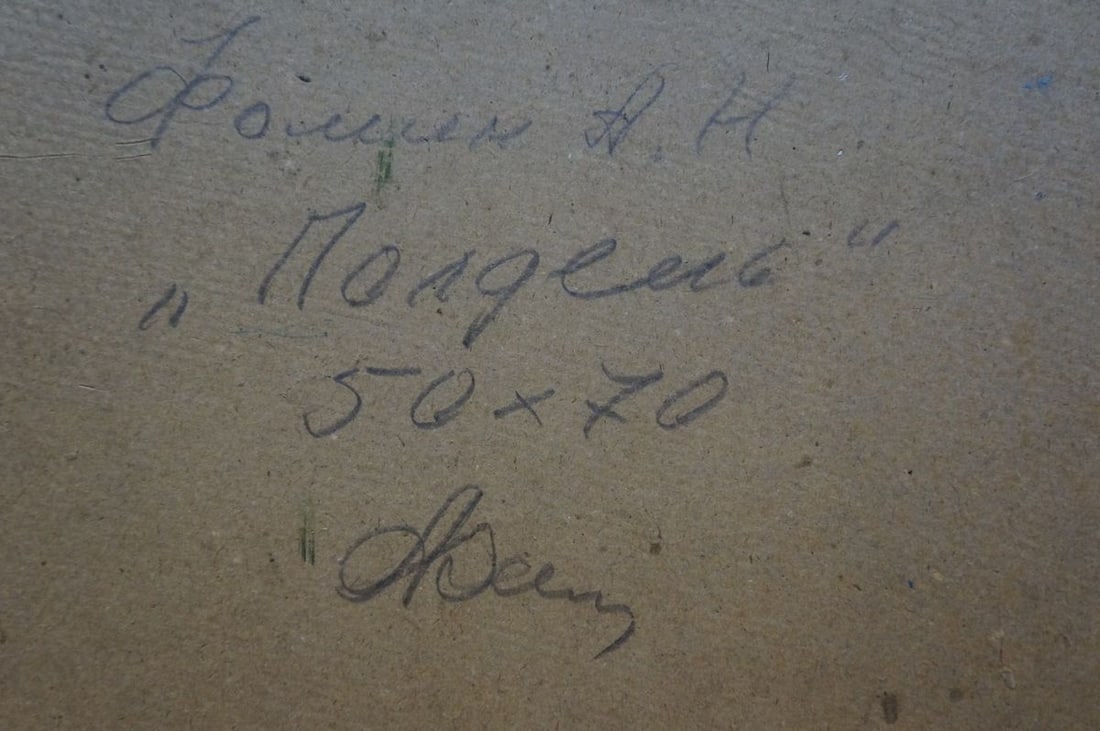 Фомин А. Н
„Полдень"
50×70